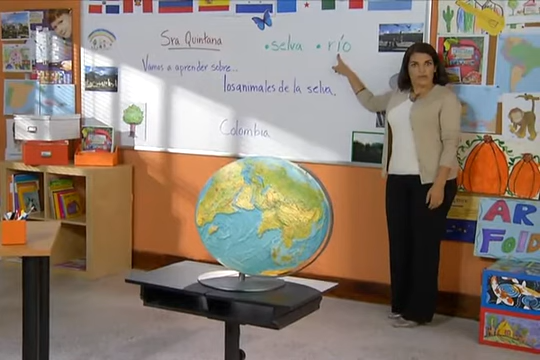 Sra Quintana
•selva •río
Vamos a aprender sobre...
los animales de la selva.
Colombia
AR
Fold